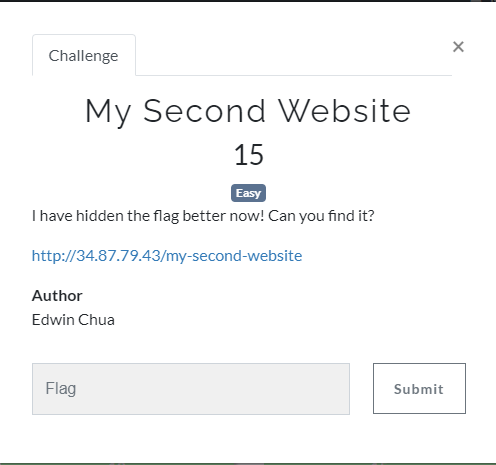 Challenge
×
My Second Website
15
Easy
I have hidden the flag better now! Can you find it?
http://34.87.79.43/my-second-website
Author
Edwin Chua
Flag
Submit